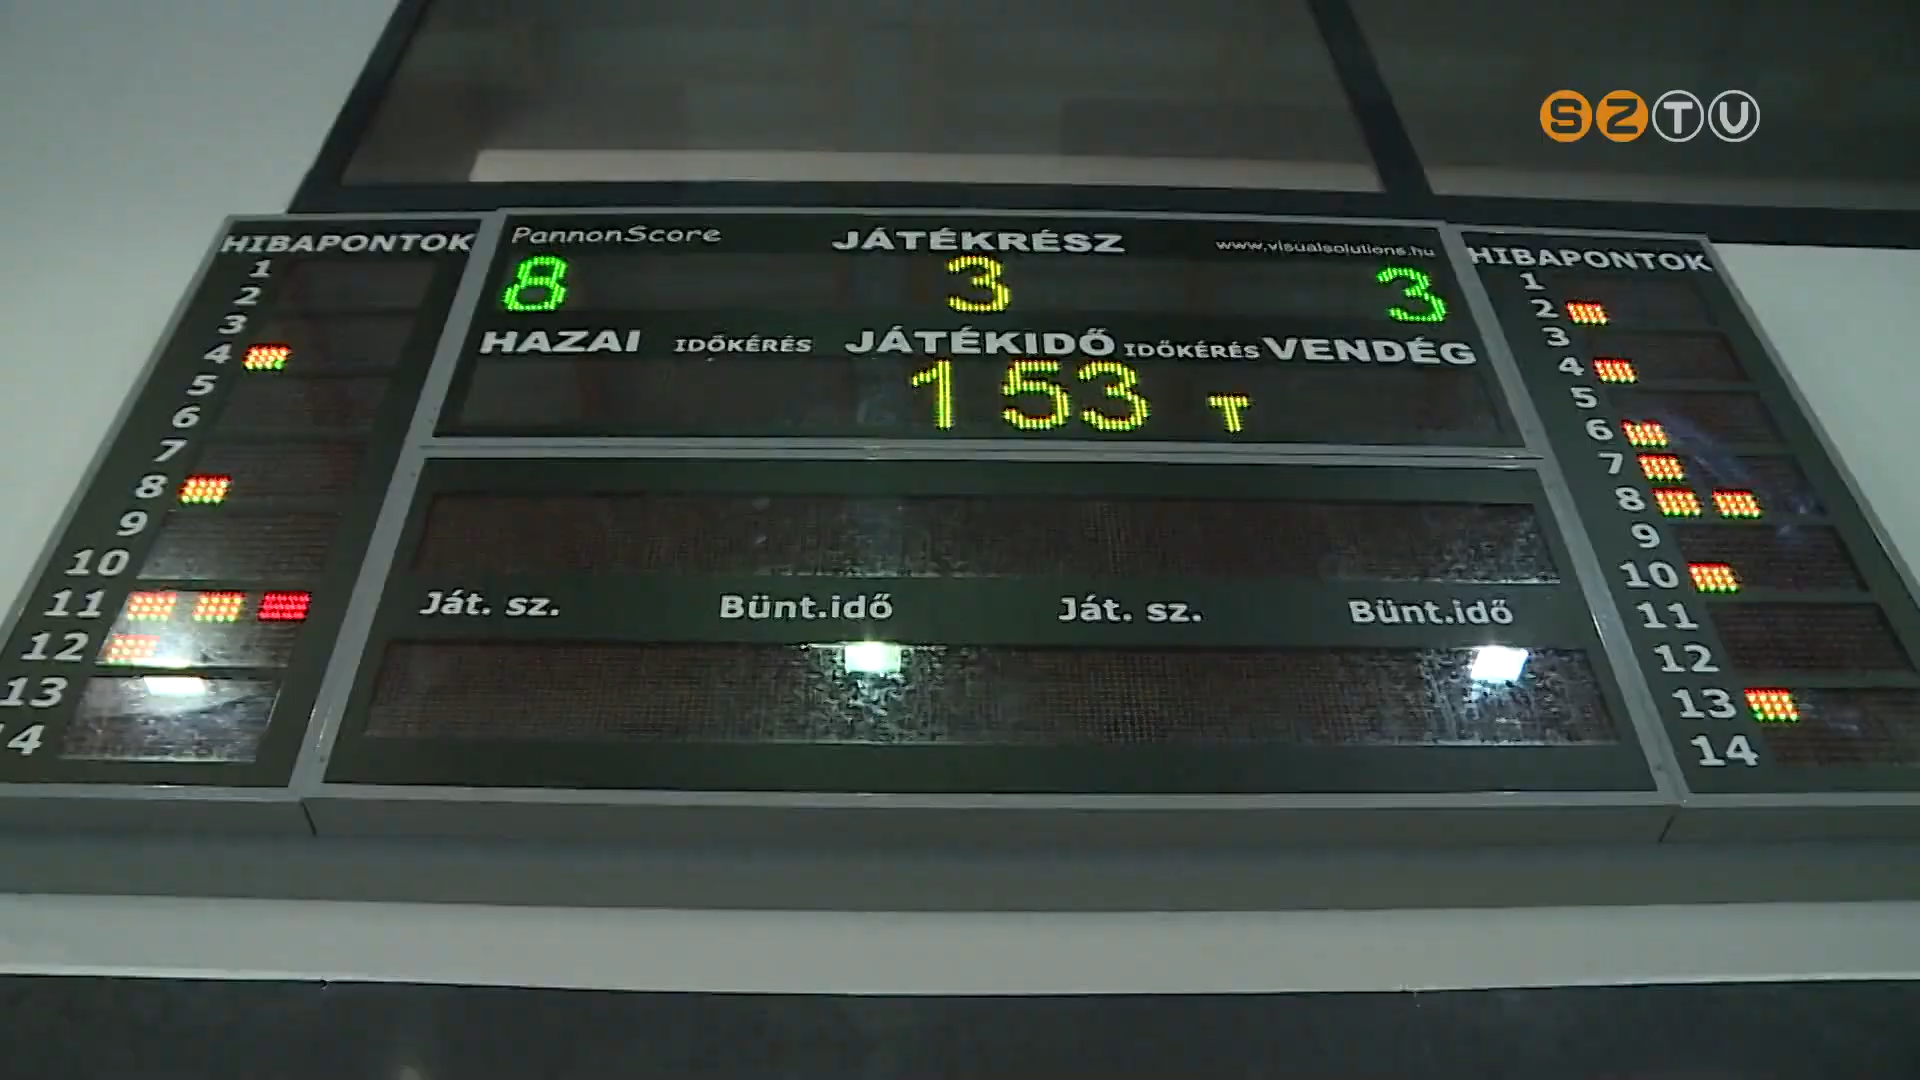 SZTV
HIBAPONTOK
1
2
3
4
5
6
7
8
9
10
11
12
13
14
PannonScore
JÁTÉKRÉSZ
www.visualsolutions.hu
8 3 3
HAZAI IDŐKÉRÉS JÁTÉKIDŐ IDŐKÉRÉS VENDÉG
153 T
Ját. sz. Bünt.idő Ját. sz. Bünt.idő
HIBAPONTOK
1
2
3
4
5
6
7
8
9
10
11
12
13
14